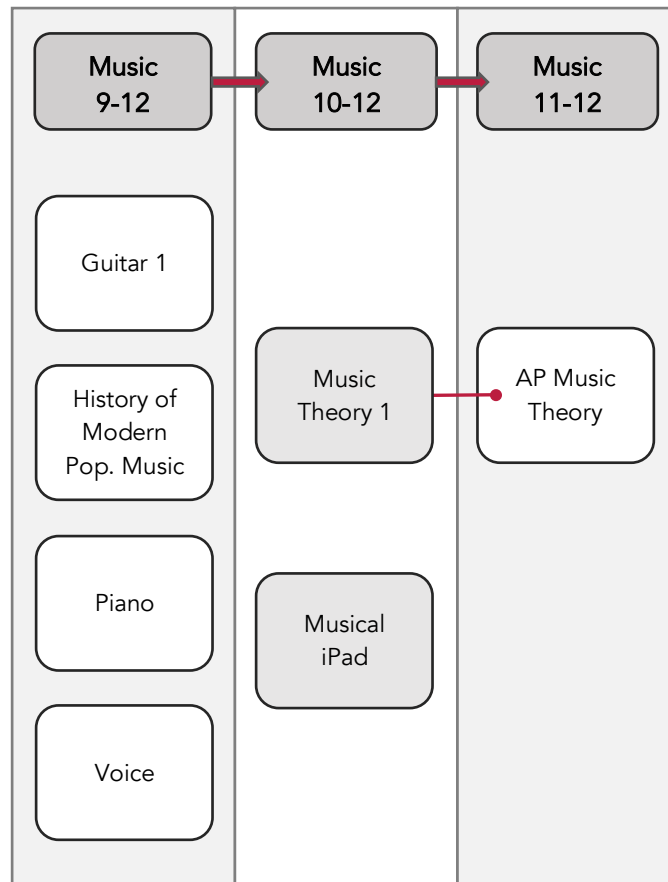 Music
9-12
Music
10-12
Music
11-12
Guitar 1
History of
Modern
Pop. Music
Piano
Voice
Music
Theory 1
Musical
iPad
AP Music
Theory